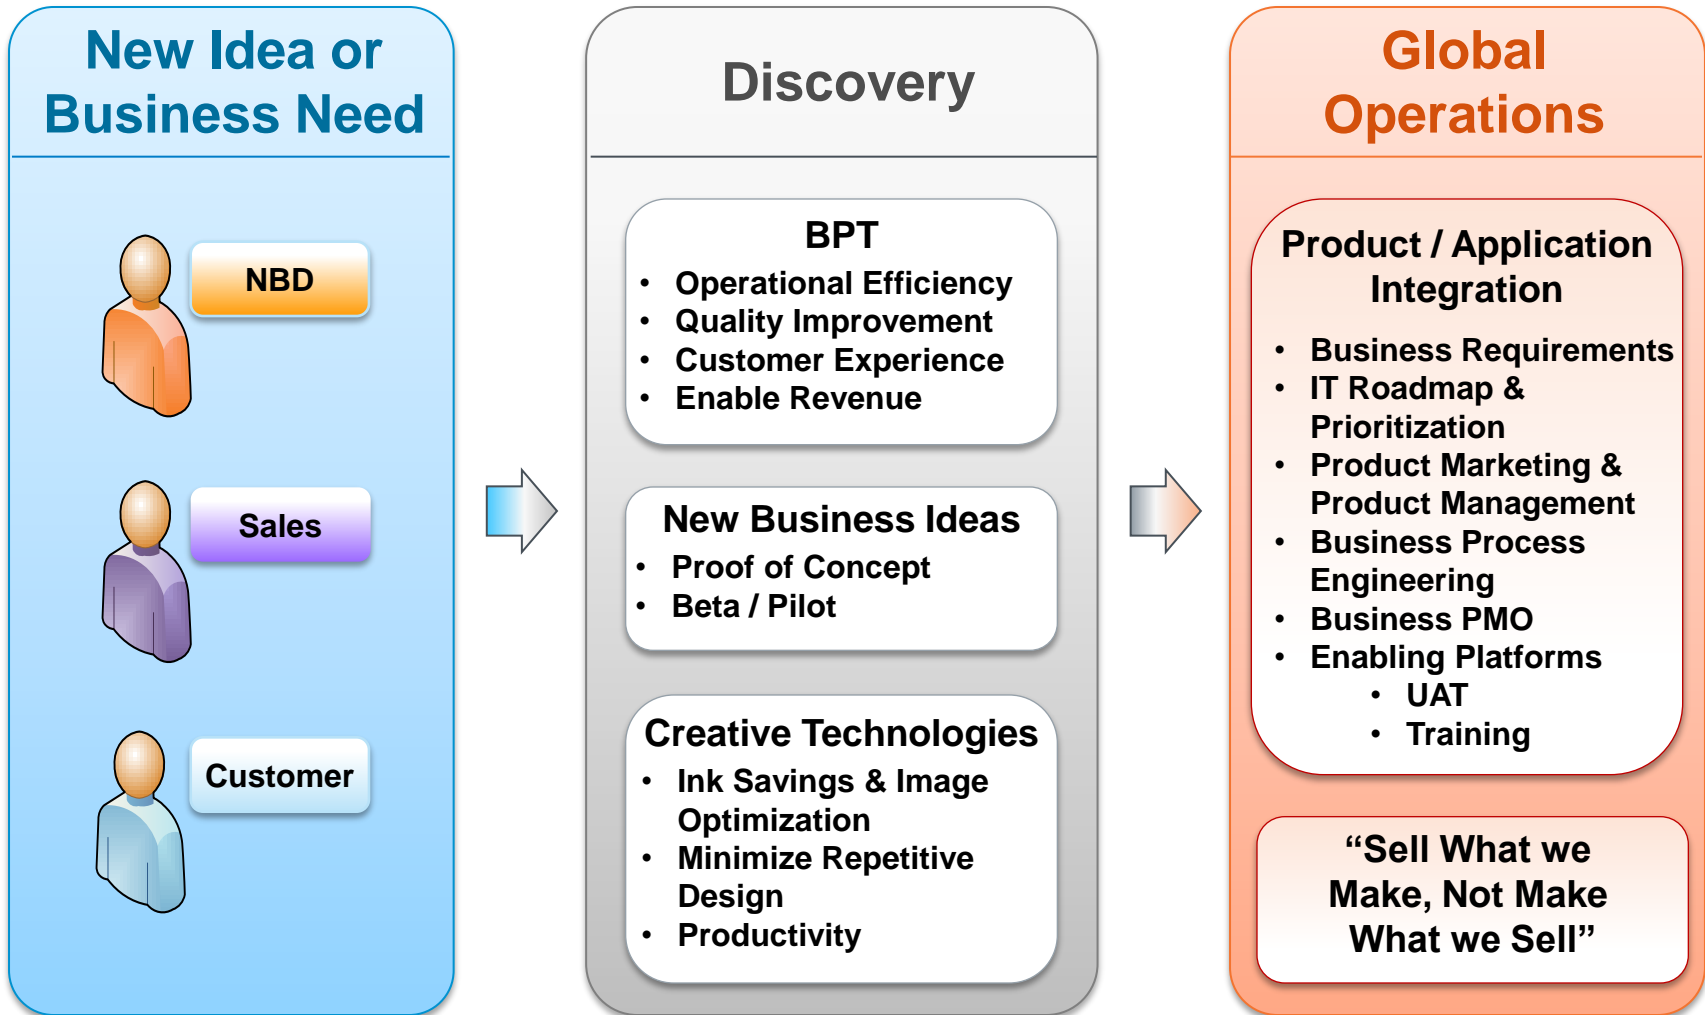 New Idea or
Business Need
NBD
Sales
Customer
Discovery
BPT
• Operational Efficiency
• Quality Improvement
• Customer Experience
• Enable Revenue
New Business Ideas
• Proof of Concept
• Beta / Pilot
Creative Technologies
• Ink Savings & Image
Optimization
• Minimize Repetitive
Design
• Productivity
Global
Operations
Product / Application
Integration
• Business Requirements
• IT Roadmap &
Prioritization
• Product Marketing &
Product Management
• Business Process
Engineering
• Business PMO
• Enabling Platforms
• UAT
• Training
“Sell What we
Make, Not Make
What we Sell”